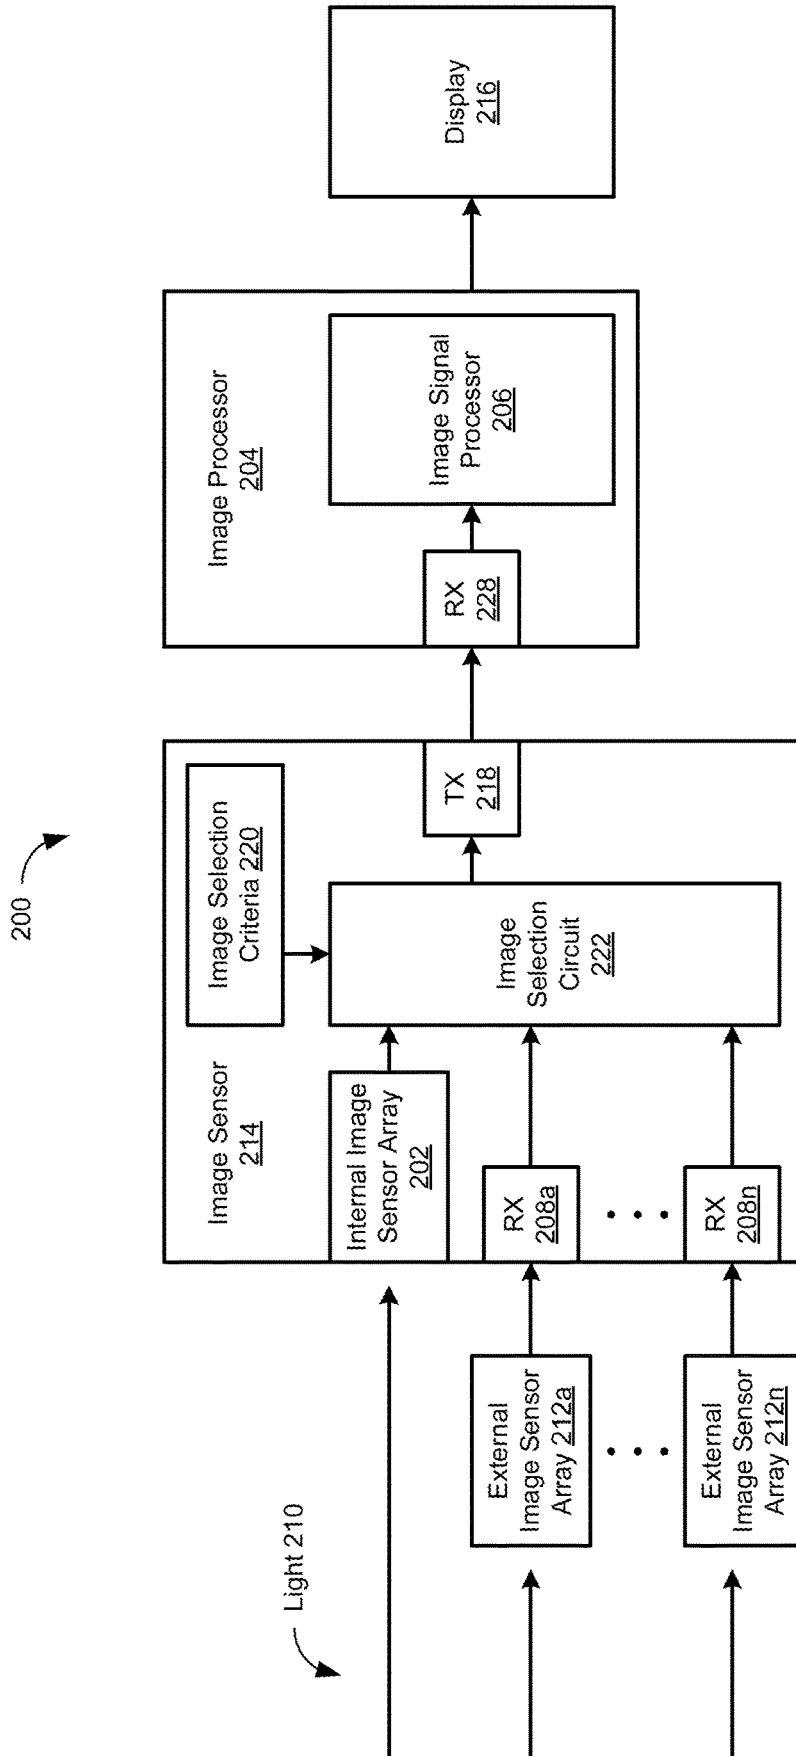 200
Light 210
Image Sensor
214
Image Selection
Criteria 220
Internal Image
Sensor Array
202
Image
Selection
Circuit
222
TX
218
RX
208a
RX
208n
External
Image Sensor
Array 212a
External
Image Sensor
Array 212n
Image Processor
204
RX
228
Image Signal
Processor
206
Display
216